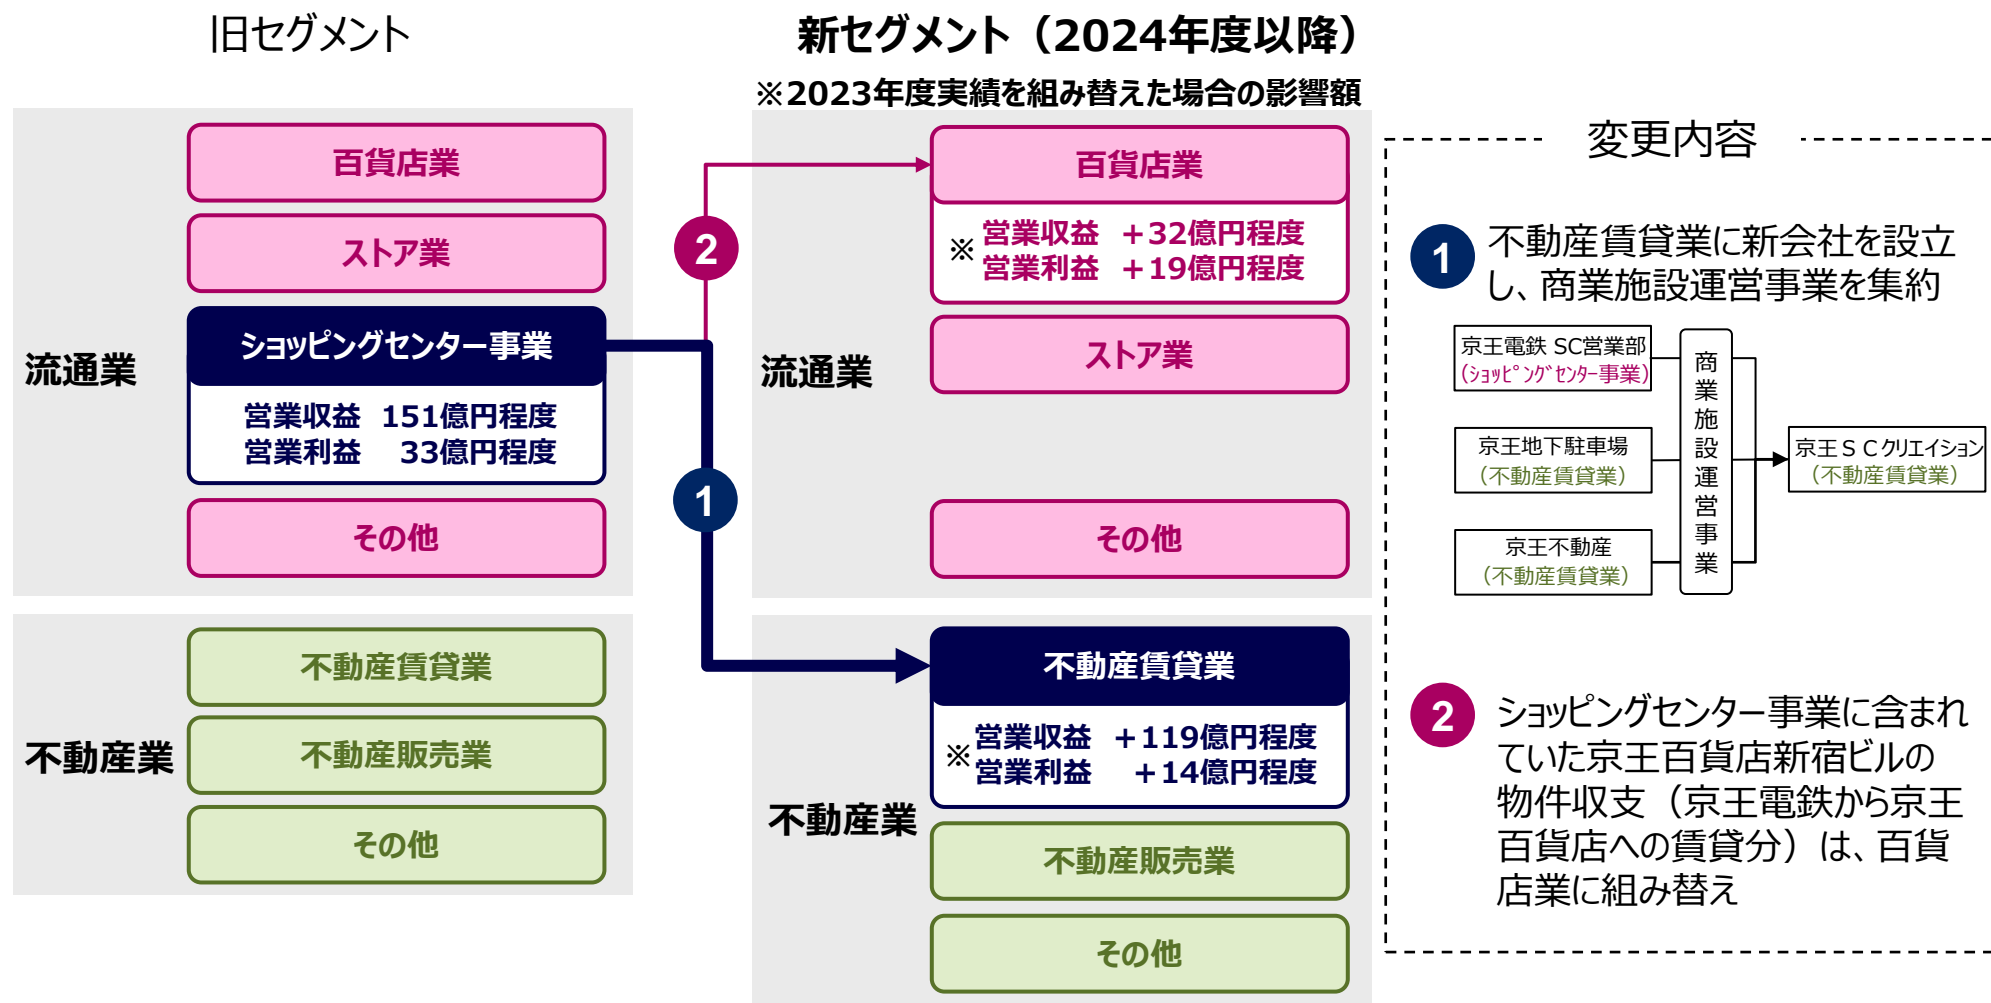 旧セグメント
新セグメント（2024年度以降）
※2023年度実績を組み替えた場合の影響額
流通業
百貨店業
ストア業
ショッピングセンター事業
営業収益 151億円程度
営業利益 33億円程度
その他
不動産業
不動産賃貸業
不動産販売業
その他
2
1
流通業
百貨店業
※
営業収益 +32億円程度
営業利益 +19億円程度
ストア業
その他
不動産業
不動産賃貸業
※
営業収益 +119億円程度
営業利益 +14億円程度
不動産販売業
その他
変更内容
1
不動産賃貸業に新会社を設立
し、商業施設運営事業を集約
京王電鉄 SC営業部
（ｼｮｯﾋﾟﾝｸﾞｾﾝﾀｰ事業）
京王地下駐車場
（不動産賃貸業）
京王不動産
（不動産賃貸業）
商業施設運営事業
京王ＳＣクリエイション
（不動産賃貸業）
2
ショッピングセンター事業に含まれ
ていた京王百貨店新宿ビルの
物件収支（京王電鉄から京王
百貨店への賃貸分）は、百貨
店業に組み替え